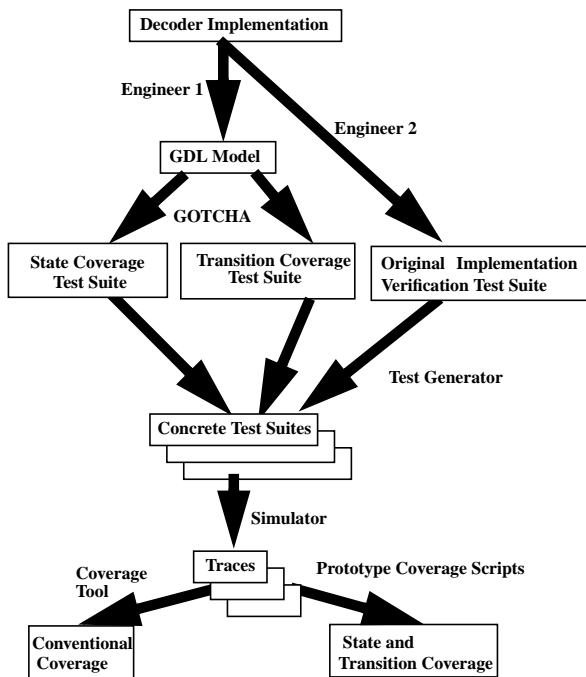 Decoder Implementation
Engineer 1
Engineer 2
GDL Model
GOTCHA
State Coverage
Test Suite
Transition Coverage
Test Suite
Original Implementation
Verification Test Suite
Test Generator
Concrete Test Suites
Simulator
Traces
Coverage
Tool
Prototype Coverage Scripts
Conventional
Coverage
State and
Transition Coverage